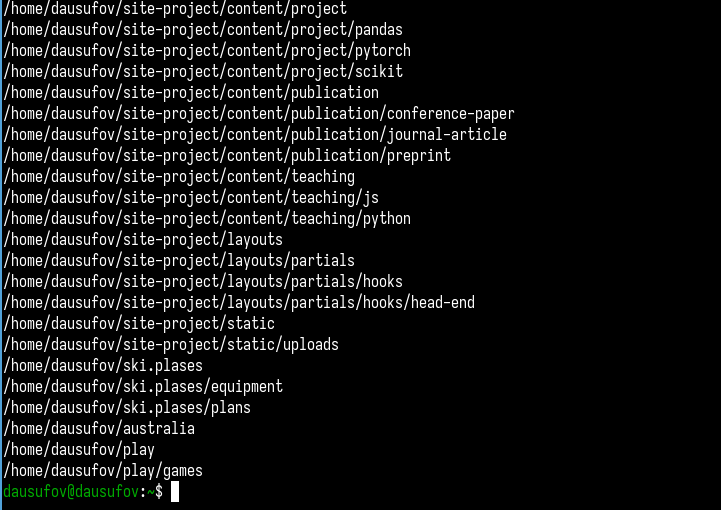 /home/dausufov/site-project/content/project
/home/dausufov/site-project/content/project/pandas
/home/dausufov/site-project/content/project/pytorch
/home/dausufov/site-project/content/project/scikit
/home/dausufov/site-project/content/publication
/home/dausufov/site-project/content/publication/conference-paper
/home/dausufov/site-project/content/publication/journal-article
/home/dausufov/site-project/content/publication/preprint
/home/dausufov/site-project/content/teaching
/home/dausufov/site-project/content/teaching/js
/home/dausufov/site-project/content/teaching/python
/home/dausufov/site-project/layouts
/home/dausufov/site-project/layouts/partials
/home/dausufov/site-project/layouts/partials/hooks
/home/dausufov/site-project/layouts/partials/hooks/head-end
/home/dausufov/site-project/static
/home/dausufov/site-project/static/uploads
/home/dausufov/ski.plases
/home/dausufov/ski.plases/equipment
/home/dausufov/ski.plases/plans
/home/dausufov/australia
/home/dausufov/play
/home/dausufov/play/games
dausufov@dausufov:~$